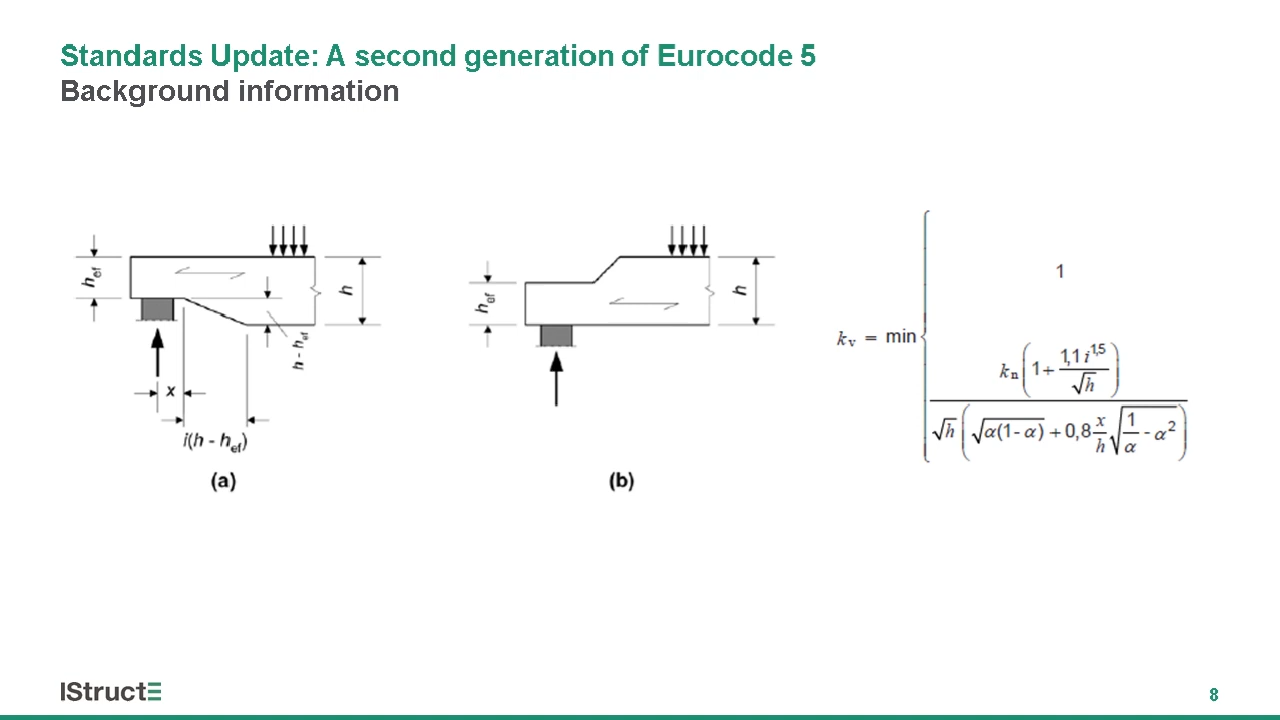 Standards Update: A second generation of Eurocode 5
Background information
h_ef
h
h - h_ef
x
i(h - h_ef)
(a)
h_ef
h
(b)
k_v = min { 1
k_n(1+ 1,1 i^1,5 / √h)
√h (√α(1-α) +0,8 x/h √1/α - α²)
IStructE
8